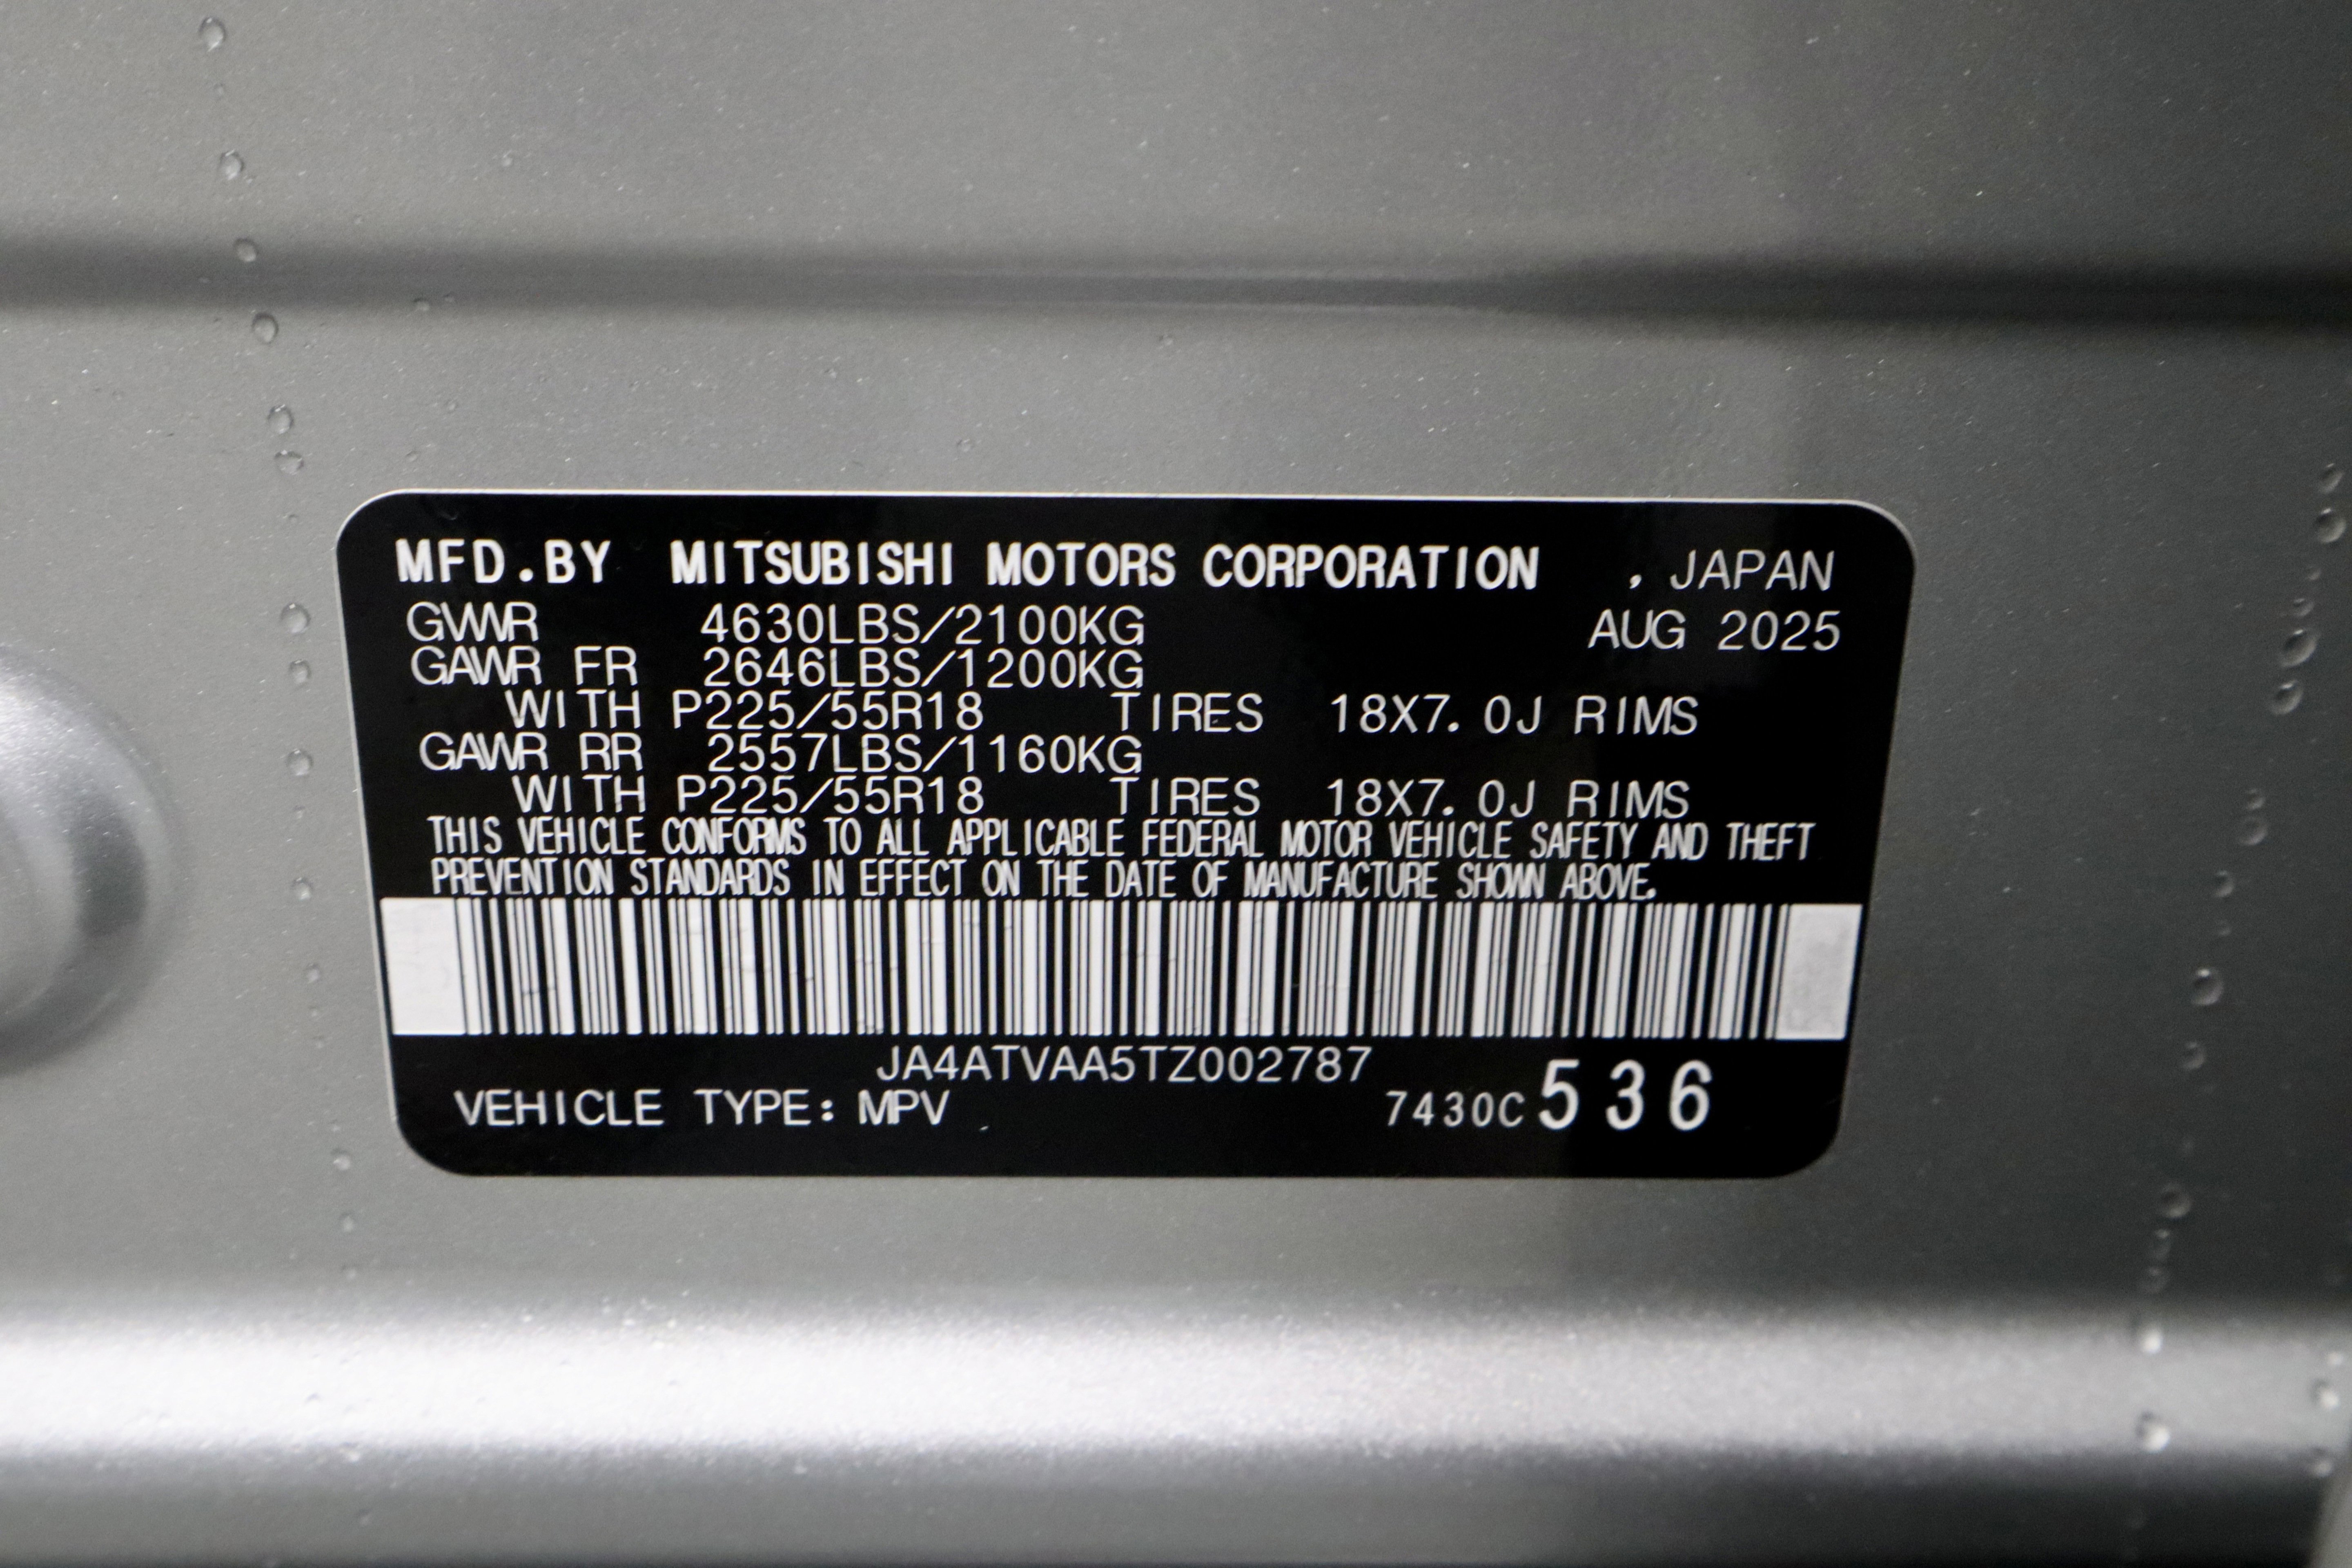 MFD.BY MITSUBISHI MOTORS CORPORATION , JAPAN
GVWR 4630LBS/2100KG AUG 2025
GAWR FR 2646LBS/1200KG
WITH P225/55R18 TIRES 18X7.0J RIMS
GAWR RR 2557LBS/1160KG
WITH P225/55R18 TIRES 18X7.0J RIMS
THIS VEHICLE CONFORMS TO ALL APPLICABLE FEDERAL MOTOR VEHICLE SAFETY AND THEFT
PREVENTION STANDARDS IN EFFECT ON THE DATE OF MANUFACTURE SHOWN ABOVE.
JA4ATVAA5TZ002787
VEHICLE TYPE: MPV 7430C 536